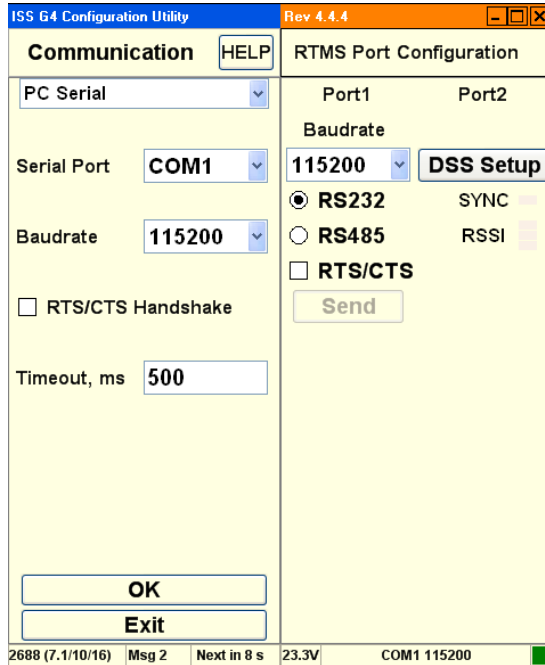 ISS G4 Configuration Utility
Rev 4.4.4
Communication
HELP
PC Serial
Serial Port
COM1
Baudrate
115200
RTS/CTS Handshake
Timeout, ms
500
OK
Exit
RTMS Port Configuration
Port1
Port2
Baudrate
115200
DSS Setup
RS232
SYNC
RS485
RSSI
RTS/CTS
Send
2688 (7.1/10/16)
Msg 2
Next in 8 s
23.3V
COM1 115200